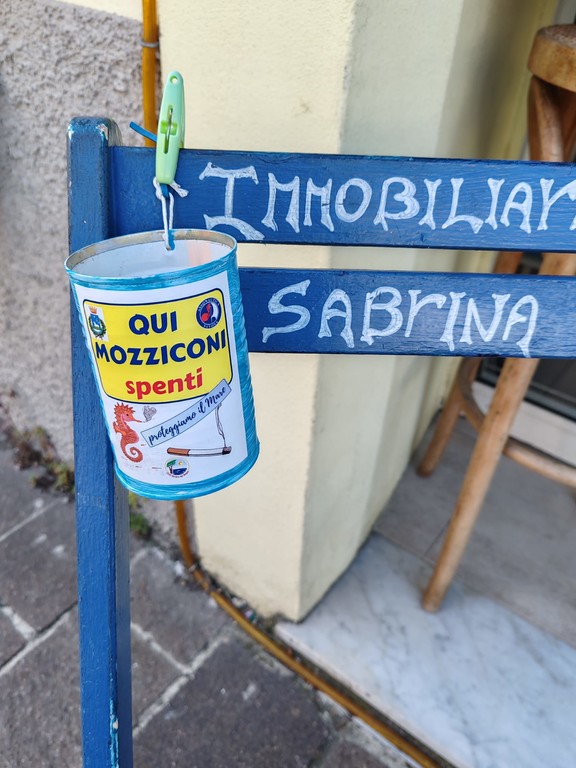 Immobiliar
Sabrina
QUI
MOZZICONI
spenti
proteggiamo il Mare